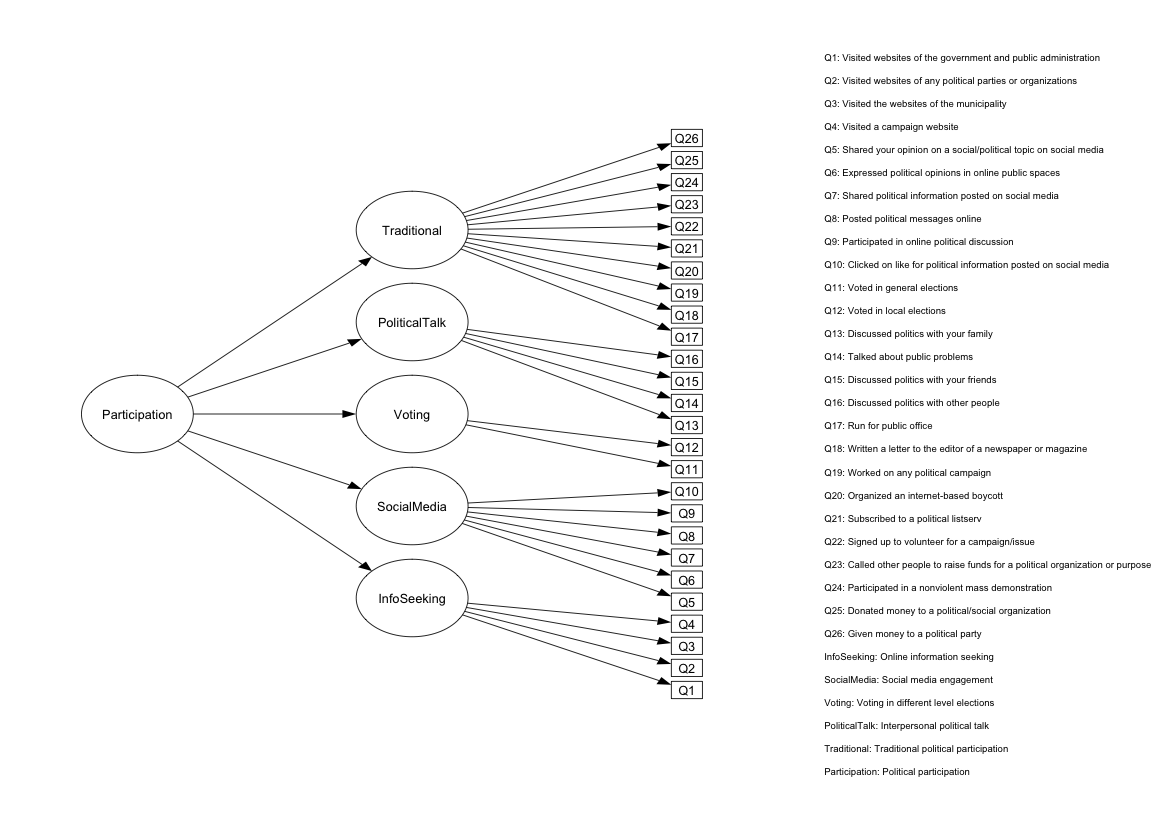 Participation
Traditional
PoliticalTalk
Voting
SocialMedia
InfoSeeking
Q26
Q25
Q24
Q23
Q22
Q21
Q20
Q19
Q18
Q17
Q16
Q15
Q14
Q13
Q12
Q11
Q10
Q9
Q8
Q7
Q6
Q5
Q4
Q3
Q2
Q1
Q1: Visited websites of the government and public administration
Q2: Visited websites of any political parties or organizations
Q3: Visited the websites of the municipality
Q4: Visited a campaign website
Q5: Shared your opinion on a social/political topic on social media
Q6: Expressed political opinions in online public spaces
Q7: Shared political information posted on social media
Q8: Posted political messages online
Q9: Participated in online political discussion
Q10: Clicked on like for political information posted on social media
Q11: Voted in general elections
Q12: Voted in local elections
Q13: Discussed politics with your family
Q14: Talked about public problems
Q15: Discussed politics with your friends
Q16: Discussed politics with other people
Q17: Run for public office
Q18: Written a letter to the editor of a newspaper or magazine
Q19: Worked on any political campaign
Q20: Organized an internet-based boycott
Q21: Subscribed to a political listserv
Q22: Signed up to volunteer for a campaign/issue
Q23: Called other people to raise funds for a political organization or purpose
Q24: Participated in a nonviolent mass demonstration
Q25: Donated money to a political/social organization
Q26: Given money to a political party
InfoSeeking: Online information seeking
SocialMedia: Social media engagement
Voting: Voting in different level elections
PoliticalTalk: Interpersonal political talk
Traditional: Traditional political participation
Participation: Political participation